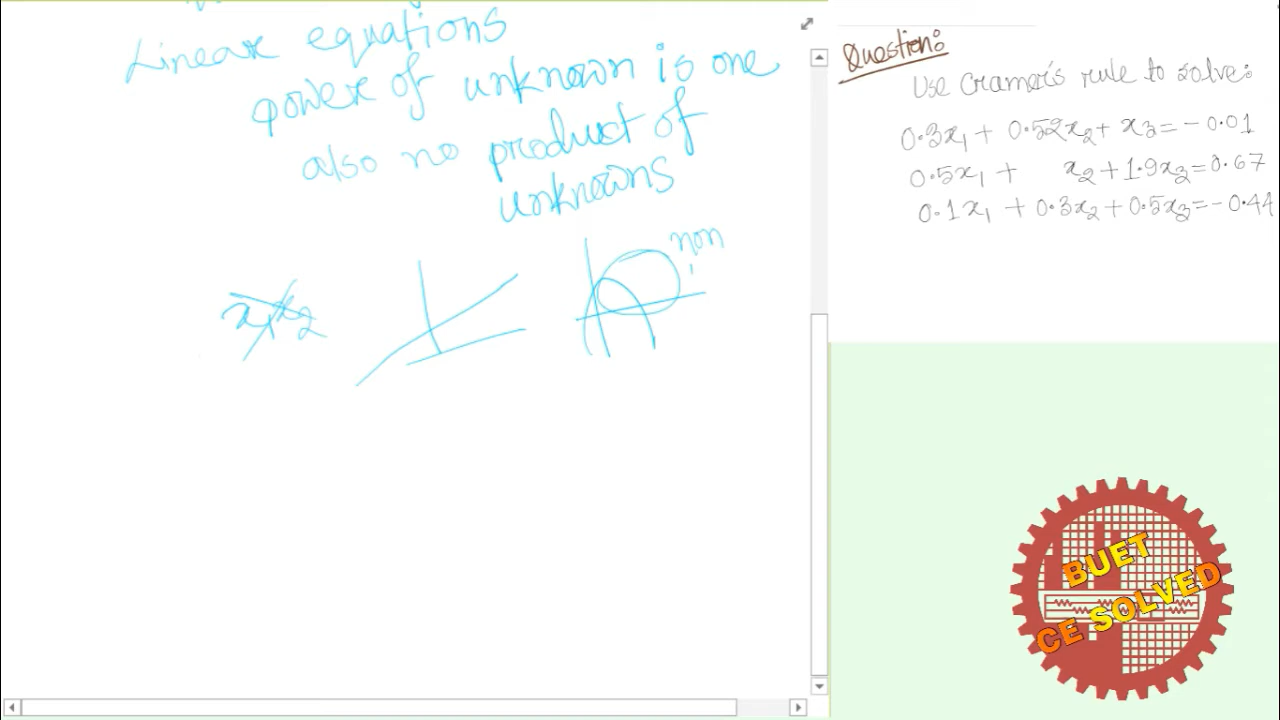 Linear equations
power of unknown is one
also no product of
unknowns
non
x₁x₂
Question:
Use Cramer's rule to solve:
0.3x₁ + 0.52x₂ + x₃ = -0.01
0.5x₁ + x₂ + 1.9x₃ = 0.67
0.1x₁ + 0.3x₂ + 0.5x₃ = -0.44
BUET
CE SOLVED